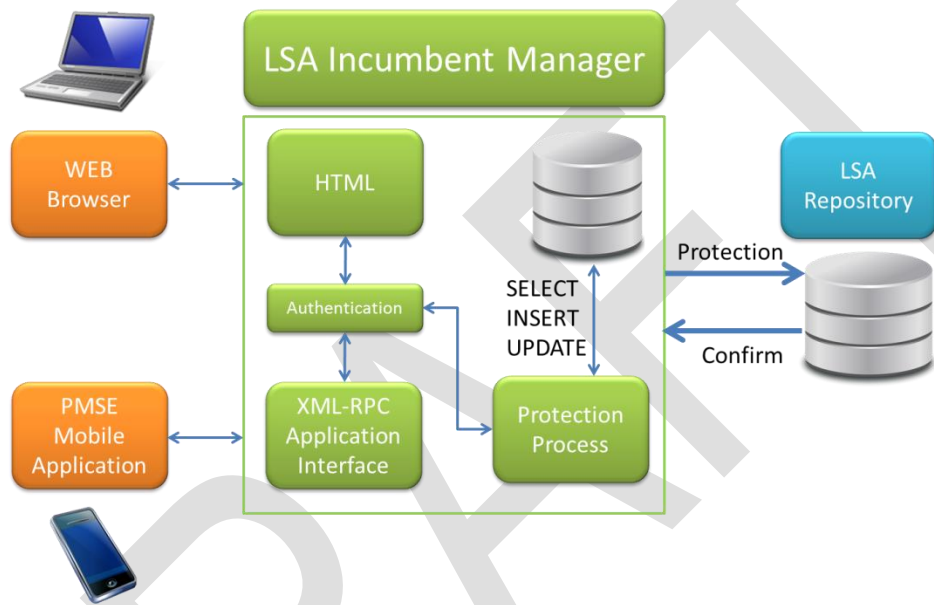 LSA Incumbent Manager
WEB
Browser
HTML
LSA
Repository
Authentication
SELECT
INSERT
UPDATE
Protection
Confirm
PMSE
Mobile
Application
XML-RPC
Application
Interface
Protection
Process
DRAFT